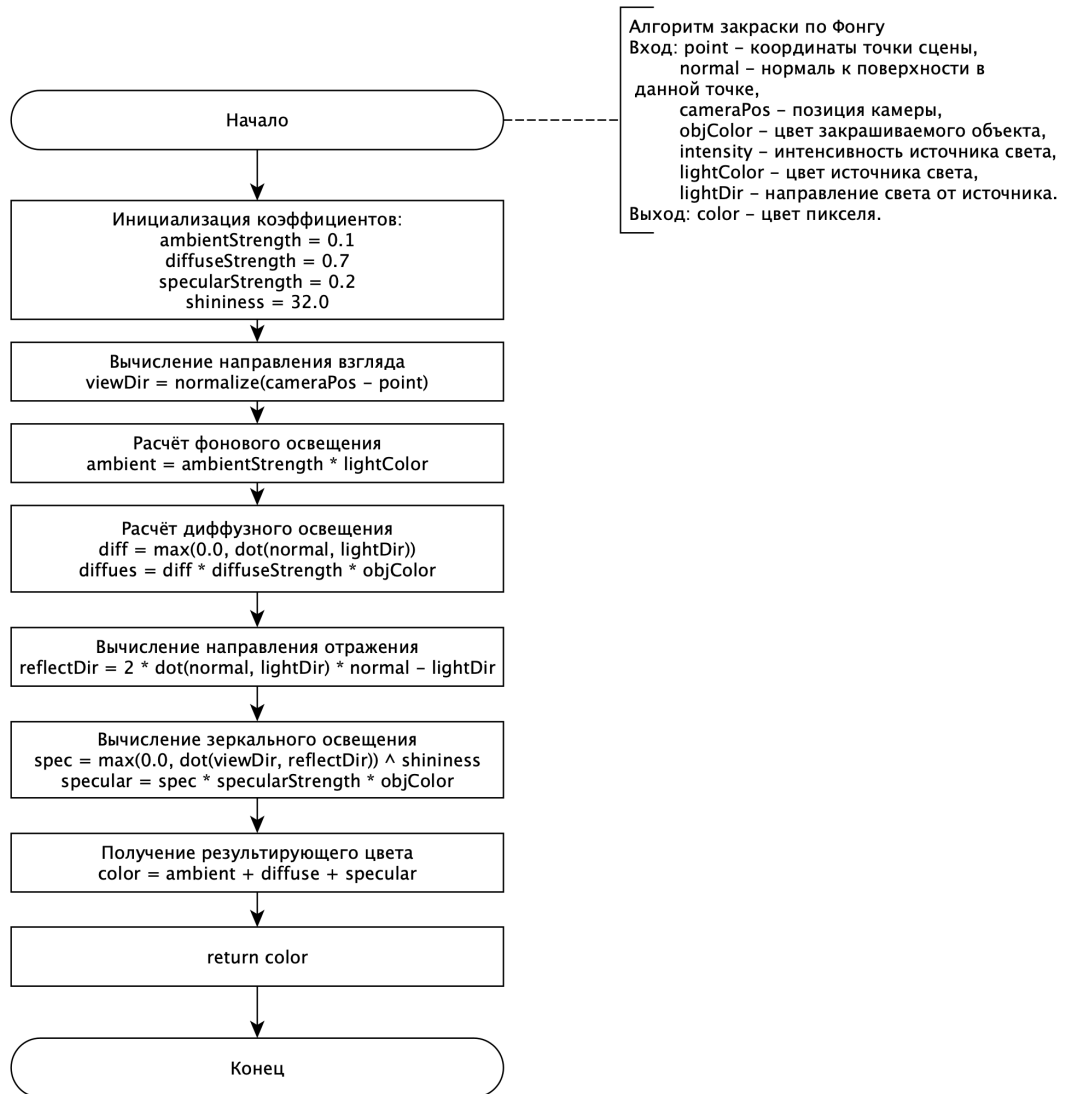 Алгоритм закраски по Фонгу
Вход: point – координаты точки сцены,
normal – нормаль к поверхности в
данной точке,
cameraPos – позиция камеры,
objColor – цвет закрашиваемого объекта,
intensity – интенсивность источника света,
lightColor – цвет источника света,
lightDir – направление света от источника.
Выход: color – цвет пикселя.
Начало
Инициализация коэффициентов:
ambientStrength = 0.1
diffuseStrength = 0.7
specularStrength = 0.2
shininess = 32.0
Вычисление направления взгляда
viewDir = normalize(cameraPos – point)
Расчёт фонового освещения
ambient = ambientStrength * lightColor
Расчёт диффузного освещения
diff = max(0.0, dot(normal, lightDir))
diffues = diff * diffuseStrength * objColor
Вычисление направления отражения
reflectDir = 2 * dot(normal, lightDir) * normal – lightDir
Вычисление зеркального освещения
spec = max(0.0, dot(viewDir, reflectDir)) ^ shininess
specular = spec * specularStrength * objColor
Получение результирующего цвета
color = ambient + diffuse + specular
return color
Конец